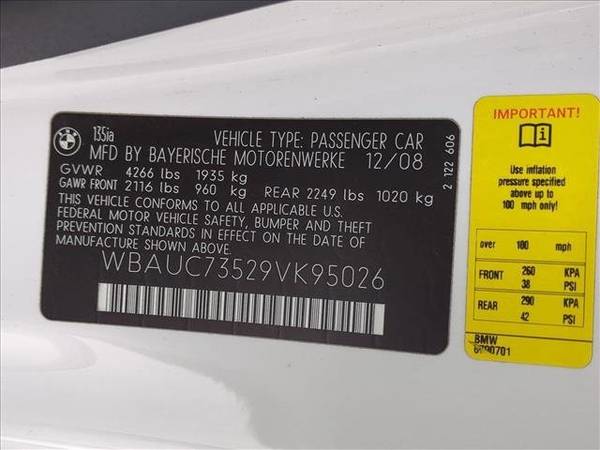 BMW
135ia
VEHICLE TYPE: PASSENGER CAR
MFD BY BAYERISCHE MOTORENWERKE 12/08
GVWR 4266 lbs 1935 kg
GAWR FRONT 2116 lbs 960 kg REAR 2249 lbs 1020 kg
THIS VEHICLE CONFORMS TO ALL APPLICABLE U.S.
FEDERAL MOTOR VEHICLE SAFETY, BUMPER AND THEFT
PREVENTION STANDARDS IN EFFECT ON THE DATE OF
MANUFACTURE SHOWN ABOVE.
WBAUC73529VK95026
2 122 606
IMPORTANT!
Use inflation
pressure specified
above up to
100 mph only!
over 100 mph
FRONT 260 KPA
38 PSI
REAR 290 KPA
42 PSI
BMW
6790701